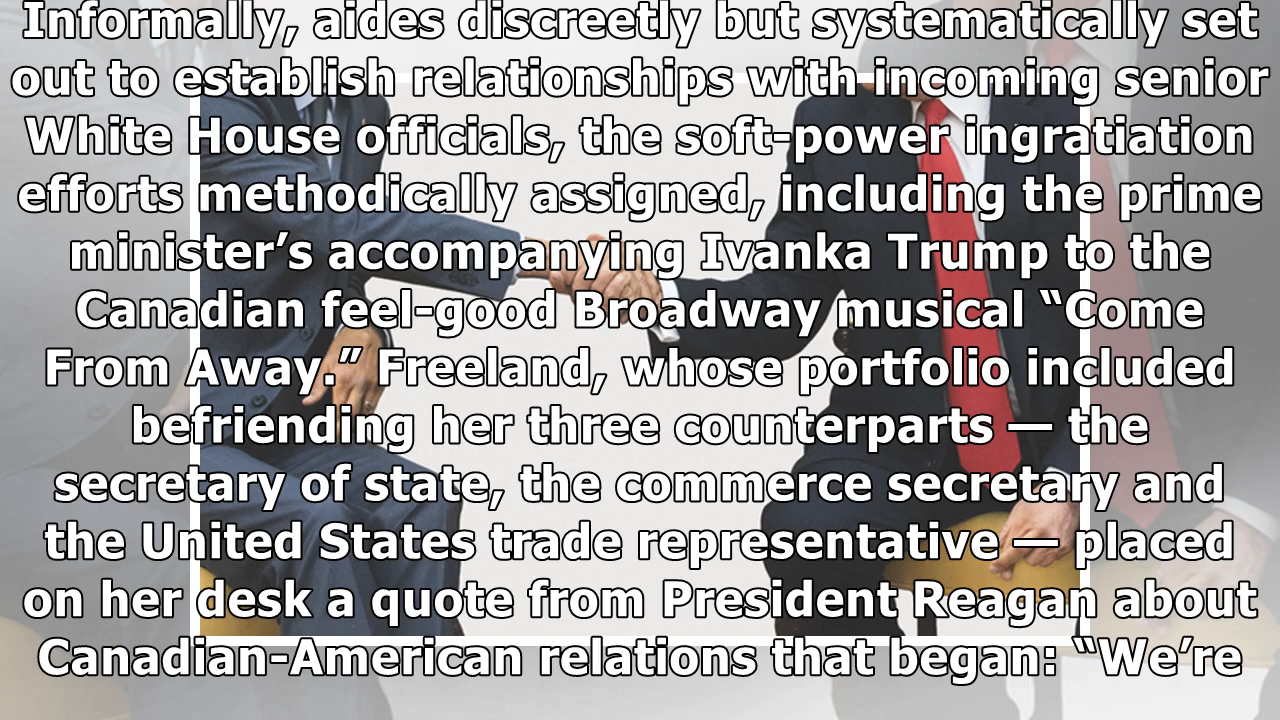 Informally, aides discreetly but systematically set
out to establish relationships with incoming senior
White House officials, the soft-power ingratiation
efforts methodically assigned, including the prime
minister’s accompanying Ivanka Trump to the
Canadian feel-good Broadway musical “Come
From Away.” Freeland, whose portfolio included
befriending her three counterparts — the
secretary of state, the commerce secretary and
the United States trade representative — placed
on her desk a quote from President Reagan about
Canadian-American relations that began: “We’re